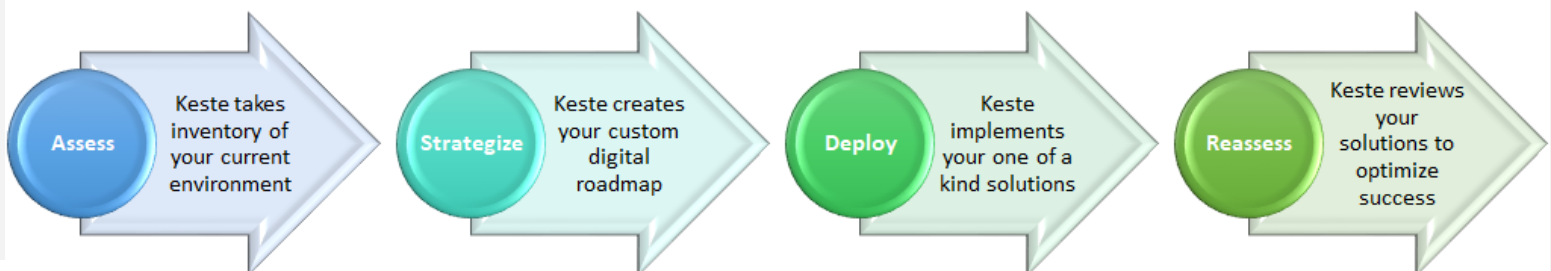 Assess
Keste takes
inventory of
your current
environment
Strategize
Keste creates
your custom
digital
roadmap
Deploy
Keste
implements
your one of a
kind solutions
Reassess
Keste reviews
your
solutions to
optimize
success